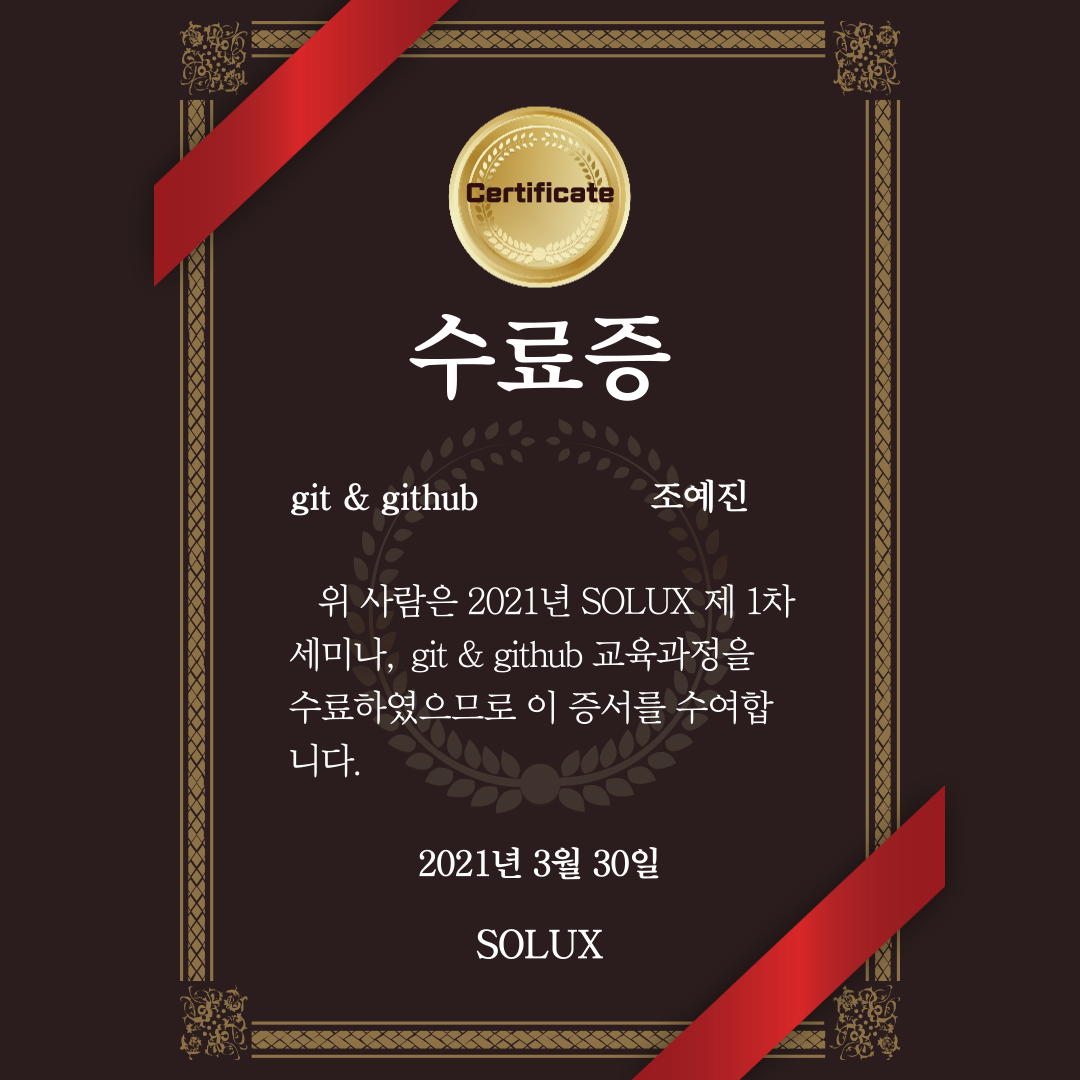 Certificate
수료증
git & github 조예진
위 사람은 2021년 SOLUX 제 1차
세미나, git & github 교육과정을
수료하였으므로 이 증서를 수여합
니다.
2021년 3월 30일
SOLUX